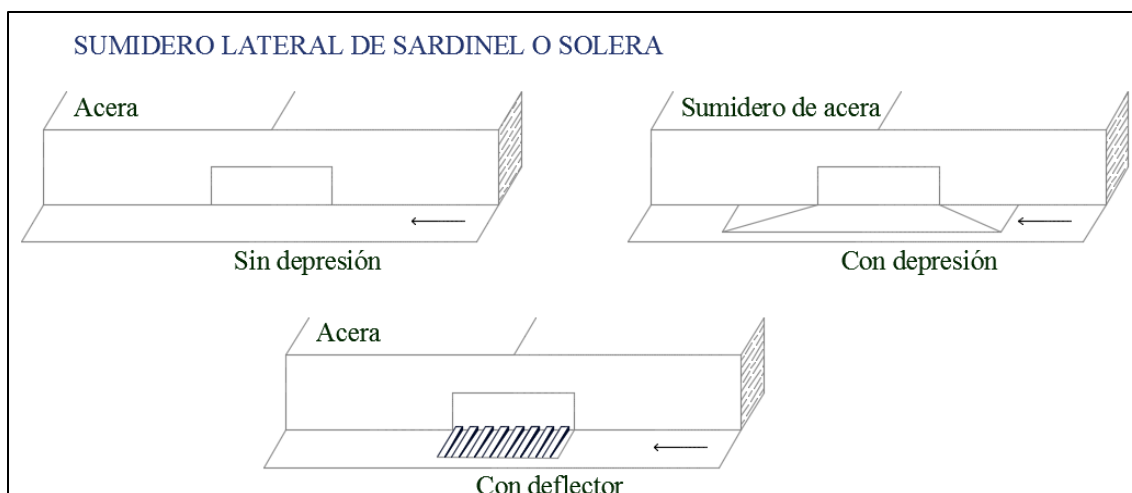 SUMIDERO LATERAL DE SARDINEL O SOLERA
Acera
Sumidero de acera
Sin depresión
Con depresión
Acera
Con deflector